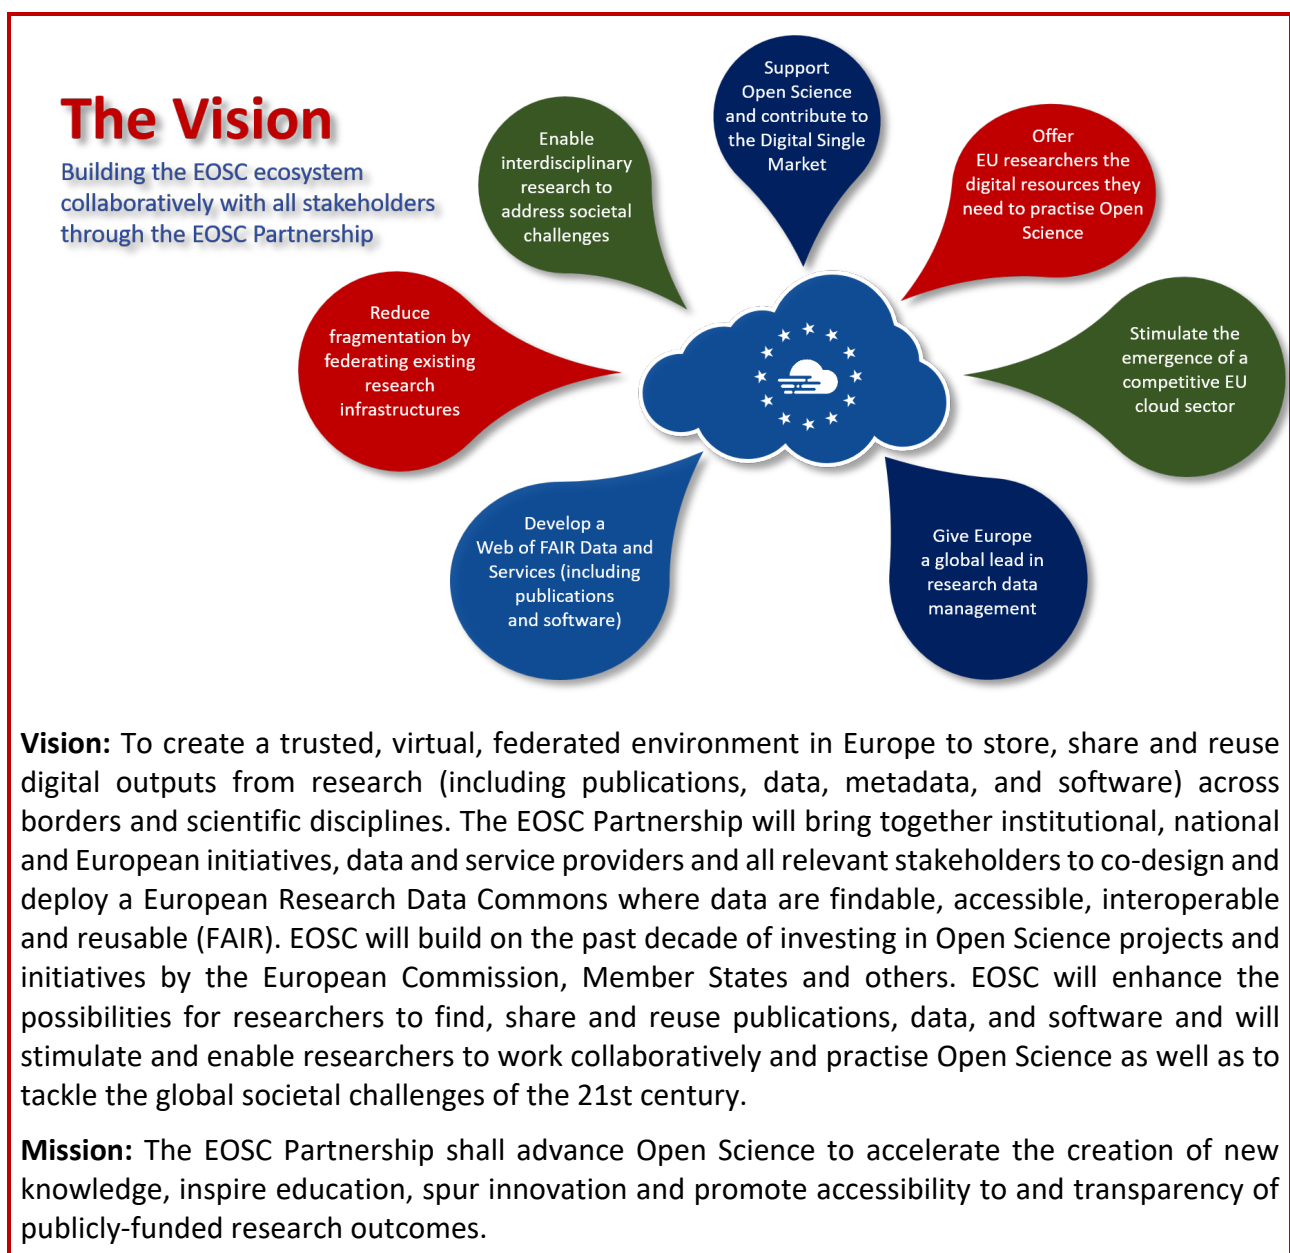 The Vision
Building the EOSC ecosystem
collaboratively with all stakeholders
through the EOSC Partnership
Support
Open Science
and contribute to
the Digital Single
Market
Enable
interdisciplinary
research to
address societal
challenges
Offer
EU researchers the
digital resources they
need to practise Open
Science
Reduce
fragmentation by
federating existing
research
infrastructures
Stimulate the
emergence of a
competitive EU
cloud sector
Develop a
Web of FAIR Data and
Services (including
publications
and software)
Give Europe
a global lead in
research data
management
Vision: To create a trusted, virtual, federated environment in Europe to store, share and reuse
digital outputs from research (including publications, data, metadata, and software) across
borders and scientific disciplines. The EOSC Partnership will bring together institutional, national
and European initiatives, data and service providers and all relevant stakeholders to co-design and
deploy a European Research Data Commons where data are findable, accessible, interoperable
and reusable (FAIR). EOSC will build on the past decade of investing in Open Science projects and
initiatives by the European Commission, Member States and others. EOSC will enhance the
possibilities for researchers to find, share and reuse publications, data, and software and will
stimulate and enable researchers to work collaboratively and practise Open Science as well as to
tackle the global societal challenges of the 21st century.
Mission: The EOSC Partnership shall advance Open Science to accelerate the creation of new
knowledge, inspire education, spur innovation and promote accessibility to and transparency of
publicly-funded research outcomes.